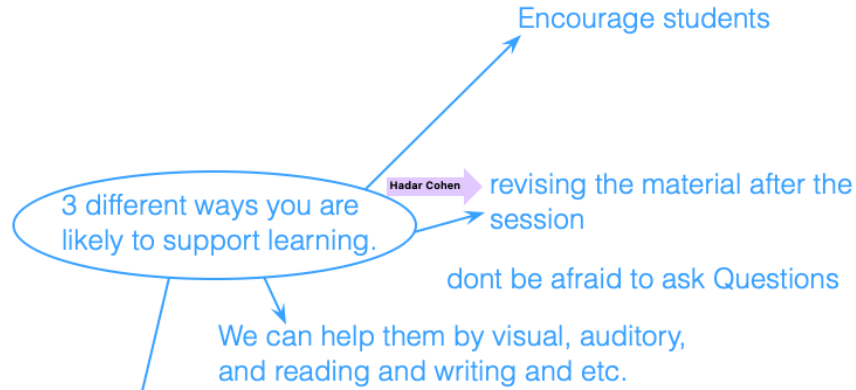 Encourage students
3 different ways you are
likely to support learning.
Hadar Cohen
revising the material after the
session
dont be afraid to ask Questions
We can help them by visual, auditory,
and reading and writing and etc.